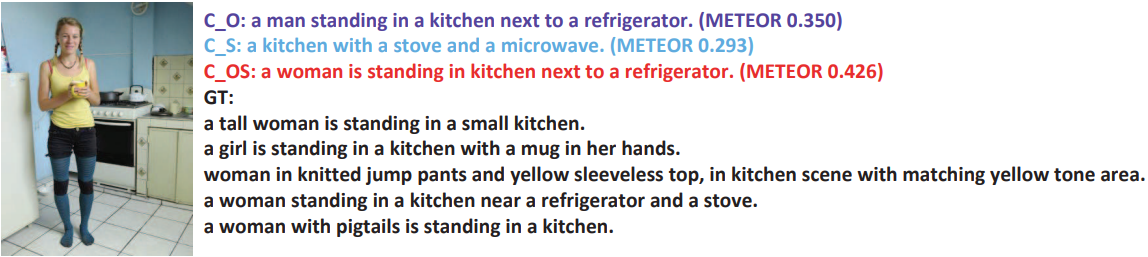 C_O: a man standing in a kitchen next to a refrigerator. (METEOR 0.350)
C_S: a kitchen with a stove and a microwave. (METEOR 0.293)
C_OS: a woman is standing in kitchen next to a refrigerator. (METEOR 0.426)
GT:
a tall woman is standing in a small kitchen.
a girl is standing in a kitchen with a mug in her hands.
woman in knitted jump pants and yellow sleeveless top, in kitchen scene with matching yellow tone area.
a woman standing in a kitchen near a refrigerator and a stove.
a woman with pigtails is standing in a kitchen.